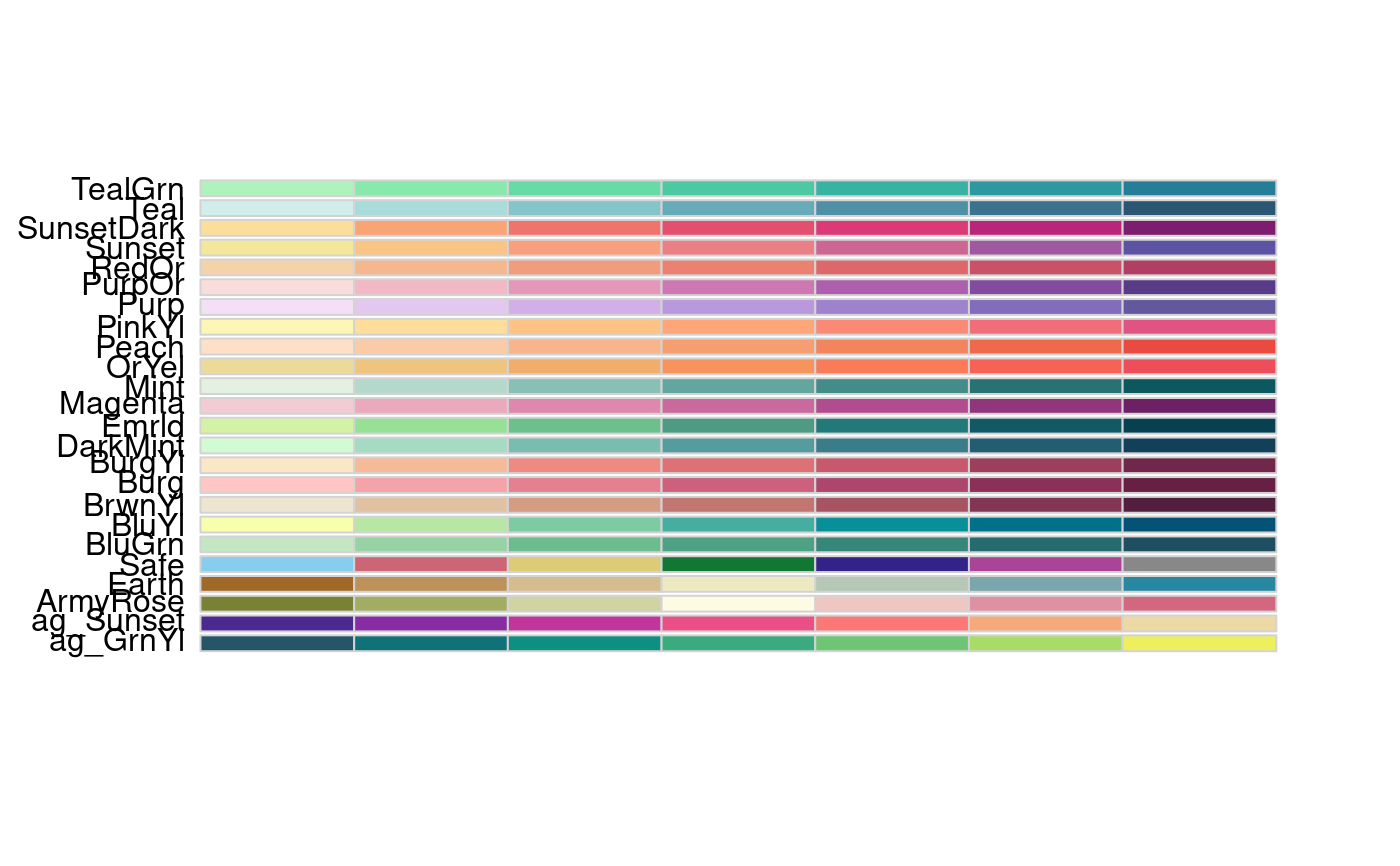 TealGrn
Teal
SunsetDark
Sunset
RedOr
PurpOr
Purp
PinkYl
Peach
OrYel
Mint
Magenta
Emrld
DarkMint
BurgYl
Burg
BrwnYl
BluYl
BluGrn
Safe
Earth
ArmyRose
ag_Sunset
ag_GrnYl